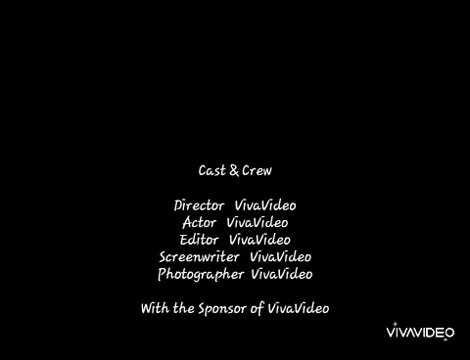 Cast & Crew
Director VivaVideo
Actor VivaVideo
Editor VivaVideo
Screenwriter VivaVideo
Photographer VivaVideo
With the Sponsor of VivaVideo
VIVAVIDEO